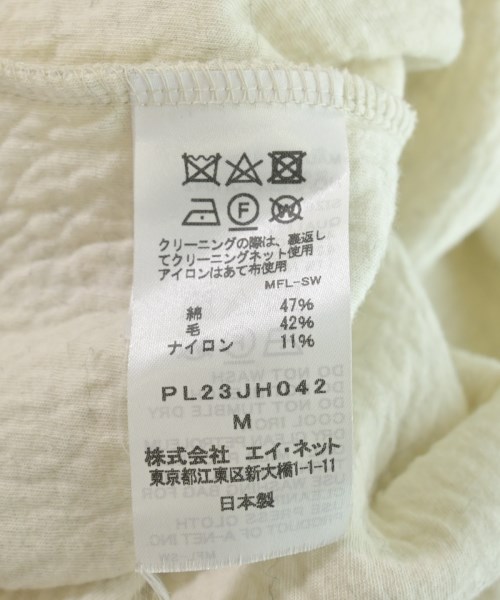 クリーニングの際は、裏返し
てクリーニングネット使用
アイロンはあて布使用
MFL-SW
綿 47%
毛 42%
ナイロン 11%
PL23JH042
M
株式会社 エイ・ネット
東京都江東区新大橋1-1-11
日本製